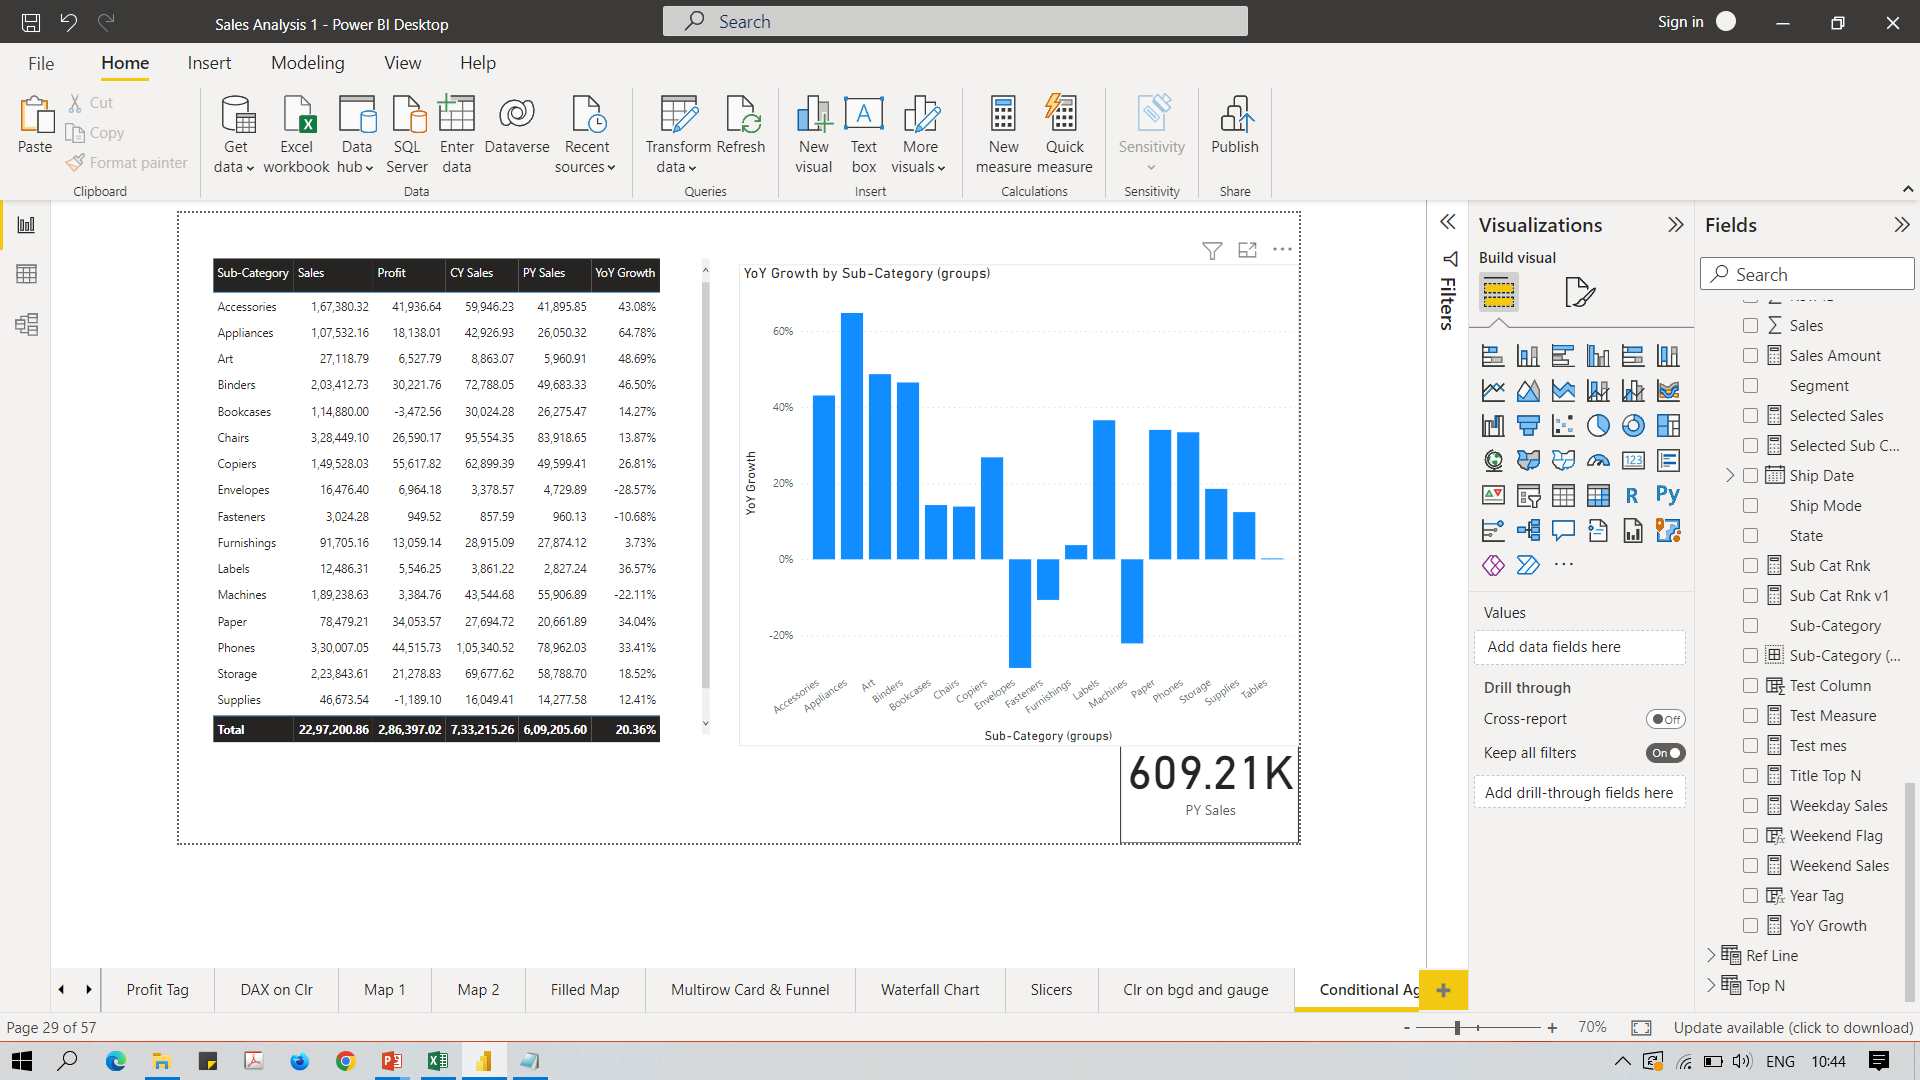 Sales Analysis 1 - Power BI Desktop
Search
Sign in
File
Home
Insert
Modeling
View
Help
Paste
Cut
Copy
Format painter
Clipboard
Get data
Excel workbook
Data hub
SQL Server
Enter data
Dataverse
Recent sources
Data
Transform data
Refresh
Queries
New visual
Text box
More visuals
Insert
New measure
Quick measure
Calculations
Sensitivity
Sensitivity
Publish
Share
Sub-Category Sales Profit CY Sales PY Sales YoY Growth
Accessories 1,67,380.32 41,936.64 59,946.23 41,895.85 43.08%
Appliances 1,07,532.16 18,138.01 42,926.93 26,050.32 64.78%
Art 27,118.79 6,527.79 8,863.07 5,960.91 48.69%
Binders 2,03,412.73 30,221.76 72,788.05 49,683.33 46.50%
Bookcases 1,14,880.00 -3,472.56 30,024.28 26,275.47 14.27%
Chairs 3,28,449.10 26,590.17 95,554.35 83,918.65 13.87%
Copiers 1,49,528.03 55,617.82 62,899.39 49,599.41 26.81%
Envelopes 16,476.40 6,964.18 3,378.57 4,729.89 -28.57%
Fasteners 3,024.28 949.52 857.59 960.13 -10.68%
Furnishings 91,705.16 13,059.14 28,915.09 27,874.12 3.73%
Labels 12,486.31 5,546.25 3,861.22 2,827.24 36.57%
Machines 1,89,238.63 3,384.76 43,544.68 55,906.89 -22.11%
Paper 78,479.21 34,053.57 27,694.72 20,661.89 34.04%
Phones 3,30,007.05 44,515.73 1,05,340.52 78,962.03 33.41%
Storage 2,23,843.61 21,278.83 69,677.62 58,788.70 18.52%
Supplies 46,673.54 -1,189.10 16,049.41 14,277.58 12.41%
Total 22,97,200.86 2,86,397.02 7,33,215.26 6,09,205.60 20.36%
YoY Growth by Sub-Category (groups)
YoY Growth
60%
40%
20%
0%
-20%
Accessories
Appliances
Art
Binders
Bookcases
Chairs
Copiers
Envelopes
Fasteners
Furnishings
Labels
Machines
Paper
Phones
Storage
Supplies
Tables
Sub-Category (groups)
609.21K
PY Sales
Filters
Visualizations
Build visual
123
R
Py
Values
Add data fields here
Drill through
Cross-report
Off
Keep all filters
On
Add drill-through fields here
Fields
Search
Sales
Sales Amount
Segment
Selected Sales
Selected Sub C...
Ship Date
Ship Mode
State
Sub Cat Rnk
Sub Cat Rnk v1
Sub-Category
Sub-Category (...
Test Column
Test Measure
Test mes
Title Top N
Weekday Sales
Weekend Flag
Weekend Sales
Year Tag
YoY Growth
Ref Line
Top N
Profit Tag
DAX on Clr
Map 1
Map 2
Filled Map
Multirow Card & Funnel
Waterfall Chart
Slicers
Clr on bgd and gauge
Conditional Ag
Page 29 of 57
70%
Update available (click to download)
ENG
10:44